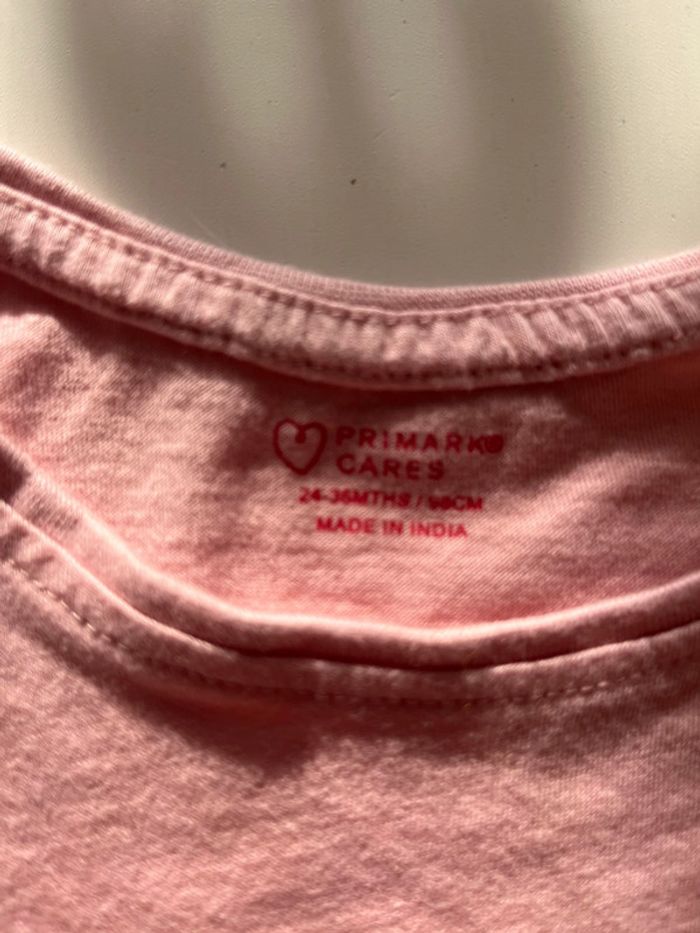 PRIMARK®
CARES
24-36MTHS / 98CM
MADE IN INDIA